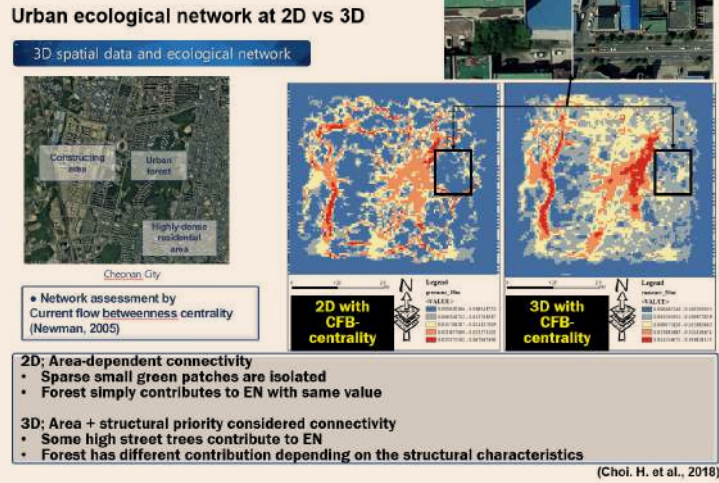 Urban ecological network at 2D vs 3D
3D spatial data and ecological network
Constructing
area
Urban
forest
Highly-dense
residential
area
Cheonan City
• Network assessment by
Current flow betweenness centrality
(Newman, 2005)
2D with
CFB-
centrality
N
Legend
<VALUE>
3D with
CFB-
centrality
N
Legend
<VALUE>
2D; Area-dependent connectivity
• Sparse small green patches are isolated
• Forest simply contributes to EN with same value
3D; Area + structural priority considered connectivity
• Some high street trees contribute to EN
• Forest has different contribution depending on the structural characteristics
(Choi. H. et al., 2018)